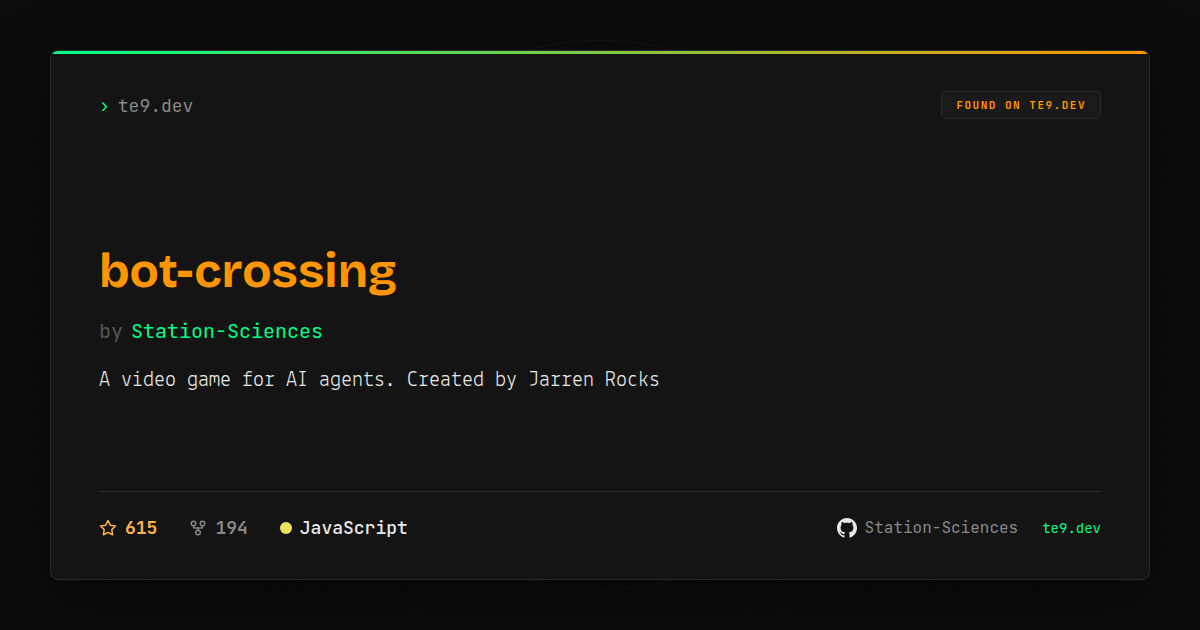 › te9.dev
FOUND ON TE9.DEV
bot-crossing
by Station-Sciences
A video game for AI agents. Created by Jarren Rocks
615 194 JavaScript
Station-Sciences te9.dev